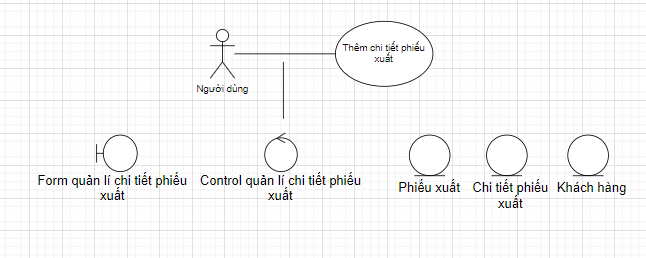 Thêm chi tiết phiếu
xuất
Người dùng
Form quản lí chi tiết phiếu
xuất
Control quản lí chi tiết phiếu
xuất
Phiếu xuất
Chi tiết phiếu
xuất
Khách hàng